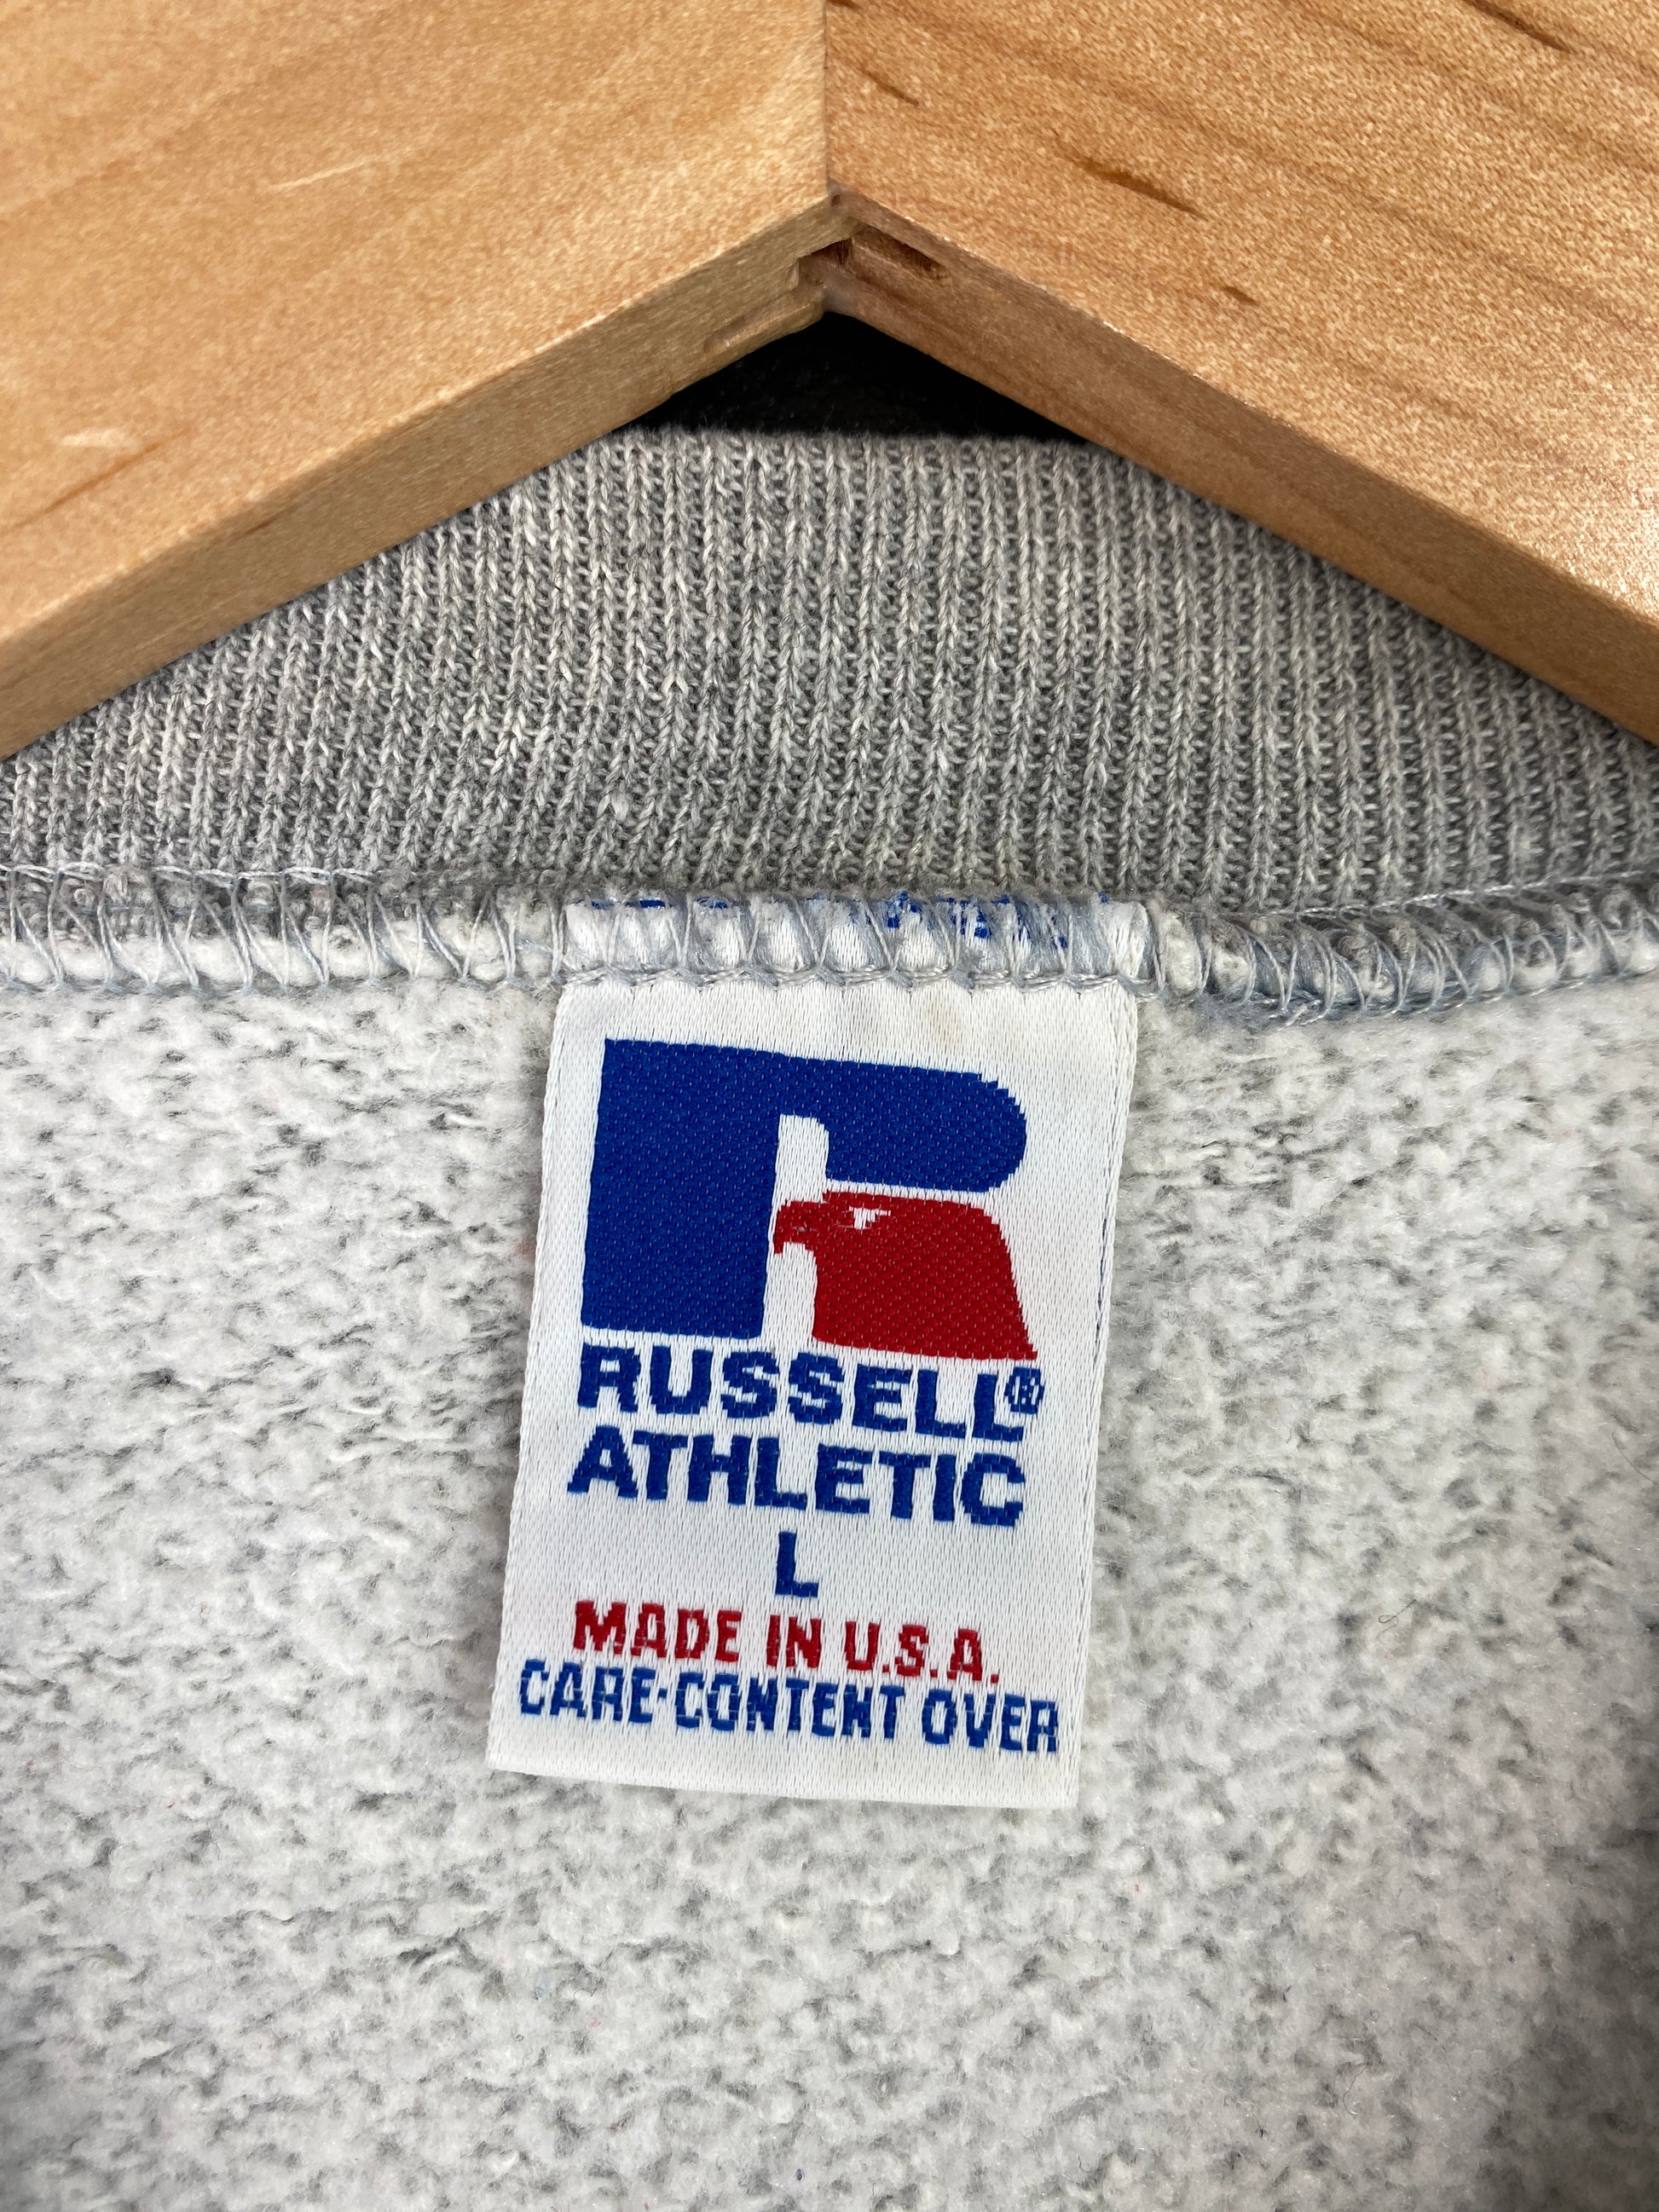 RUSSELL®
ATHLETIC
L
MADE IN U.S.A.
CARE·CONTENT OVER